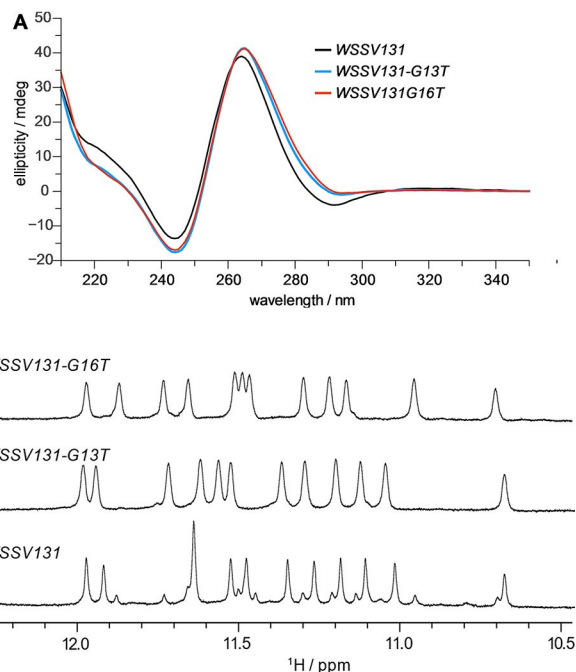 A
50
40
30
20
10
0
−10
−20
ellipticity / mdeg
WSSV131
WSSV131-G13T
WSSV131G16T
220 240 260 280 300 320 340
wavelength / nm
SSV131-G16T
SSV131-G13T
SSV131
12.0 11.5 11.0 10.5
¹H / ppm